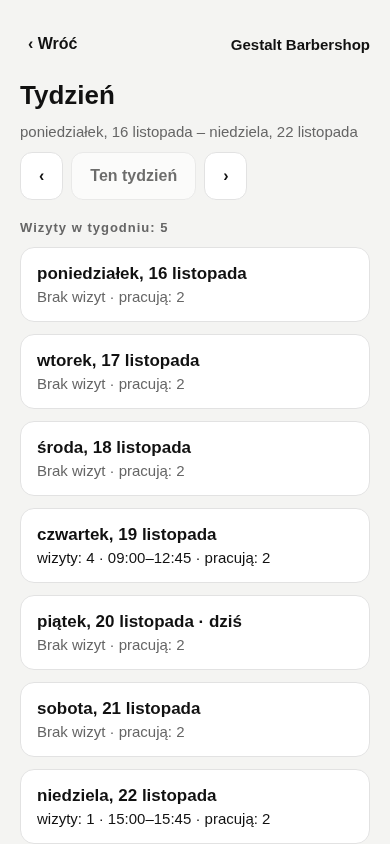 ‹ Wróć
Gestalt Barbershop
Tydzień
poniedziałek, 16 listopada – niedziela, 22 listopada
‹
Ten tydzień
›
Wizyty w tygodniu: 5
poniedziałek, 16 listopada
Brak wizyt · pracują: 2
wtorek, 17 listopada
Brak wizyt · pracują: 2
środa, 18 listopada
Brak wizyt · pracują: 2
czwartek, 19 listopada
wizyty: 4 · 09:00–12:45 · pracują: 2
piątek, 20 listopada · dziś
Brak wizyt · pracują: 2
sobota, 21 listopada
Brak wizyt · pracują: 2
niedziela, 22 listopada
wizyty: 1 · 15:00–15:45 · pracują: 2